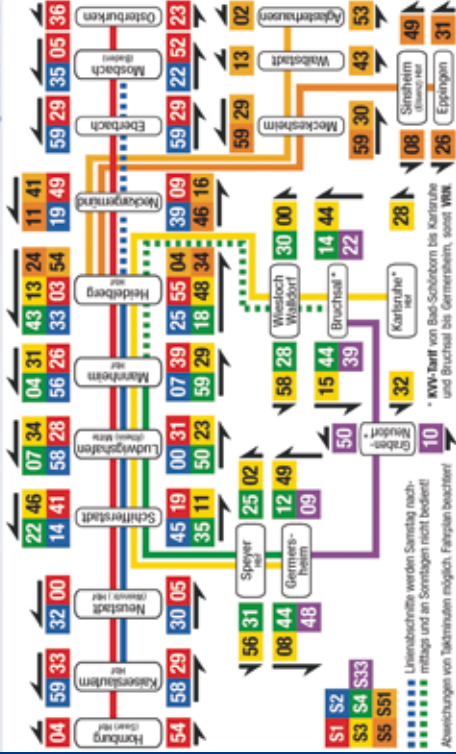 04
Homburg
(Saar) Hbf
54
59 33
Kaiserslautern
Hbf
58 29
32 00
Neustadt
(Weinstr.) Hbf
30 05
22 46
14 41
Schifferstadt
45 19
35 11
07 34
58 28
Ludwigshafen
(Rhein) Mitte
00 31
50 23
04 31
56 26
Mannheim
Hbf
07 39
59 29
43 13 24
33 03 54
Heidelberg
Hbf
25 55 04
18 48 34
11 41
19 49
Neckargemünd
39 09
46 16
59 29
Eberbach
59 29
35 05
Mosbach
(Baden)
22 52
36
Osterburken
23
59 29
Meckesheim
59 30
13
Waibstadt
43
02
Aglasterhausen
53
08
Sinsheim
(Elsenz) Hbf
49
26
Eppingen
31
58 28
Wiesloch
Walldorf
30 00
15 44
39
Bruchsal*
14 44
22
32
Karlsruhe*
Hbf
28
50
Graben-
Neudorf*
10
56 31
Speyer
Hbf
25 02
08 44
48
Germers-
heim
12 49
09
S1 S2
S3 S4 S33
S5 S51
Linienabschnitte werden Samstag nach-
mittags und an Sonntagen nicht bedient!
Abweichungen von Taktminuten möglich. Fahrplan beachten!
* KVV-Tarif von Bad-Schönborn bis Karlsruhe
und Bruchsal bis Germersheim, sonst VRN.